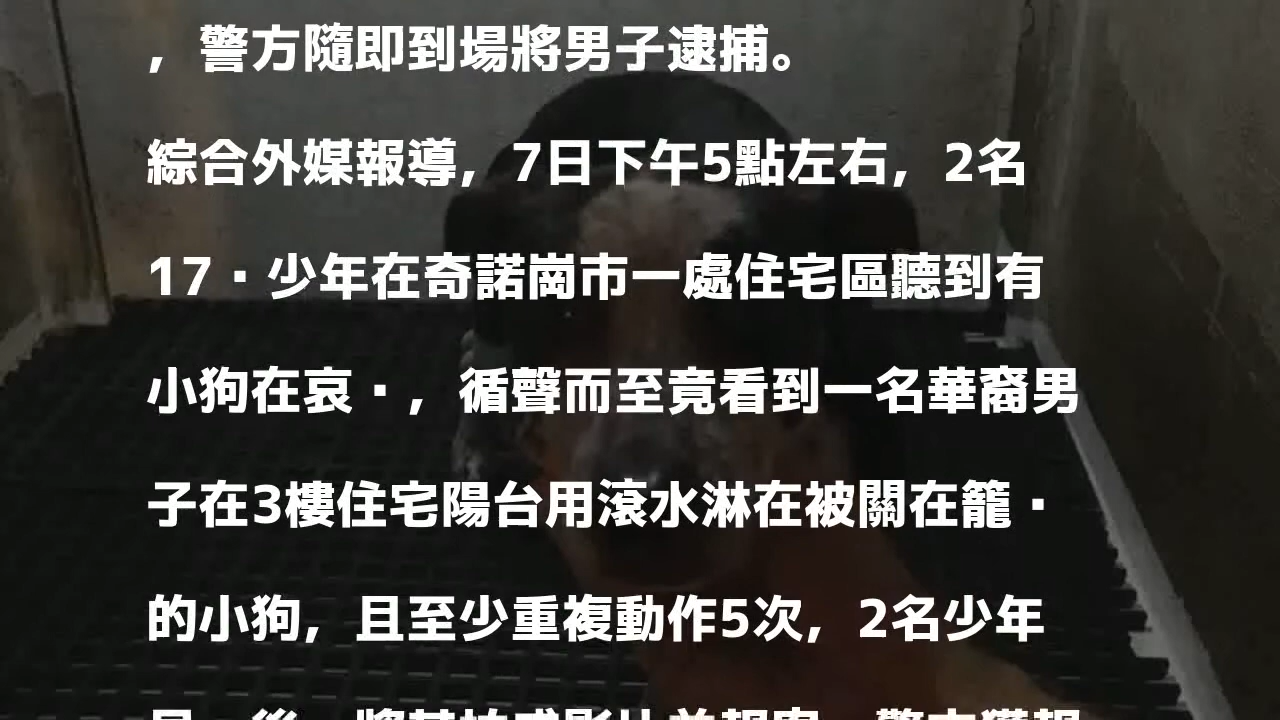 ，警方隨即到場將男子逮捕。
綜合外媒報導，7日下午5點左右，2名
17·少年在奇諾崗市一處住宅區聽到有
小狗在哀·，循聲而至竟看到一名華裔男
子在3樓住宅陽台用滾水淋在被關在籠·
的小狗，且至少重複動作5次，2名少年